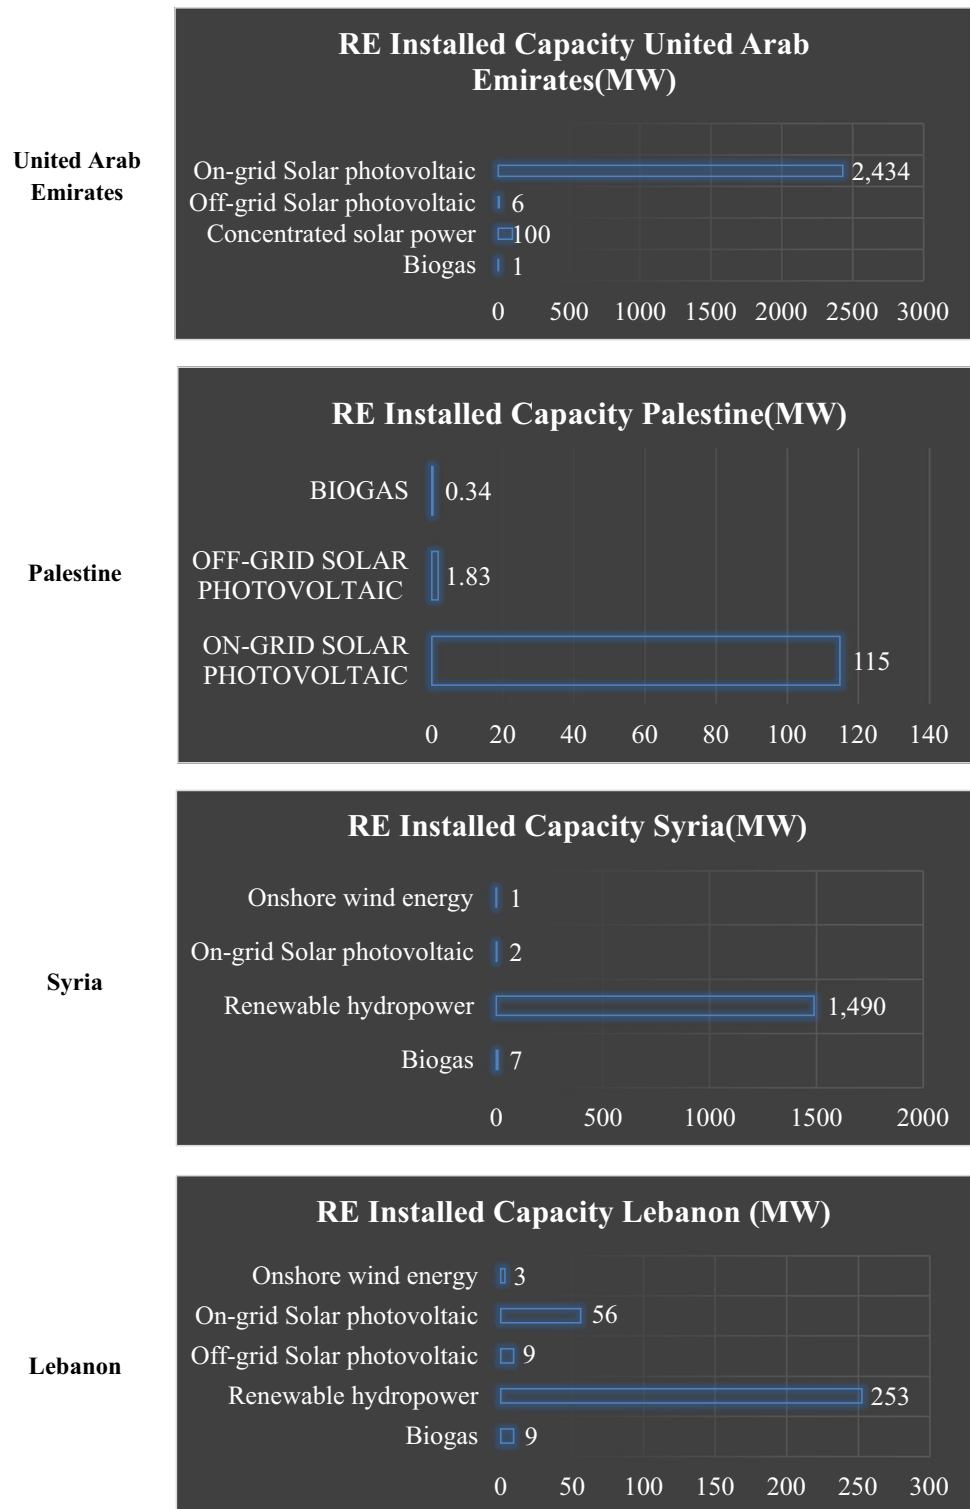 United Arab
Emirates
RE Installed Capacity United Arab
Emirates(MW)
On-grid Solar photovoltaic 2,434
Off-grid Solar photovoltaic 6
Concentrated solar power 100
Biogas 1
0 500 1000 1500 2000 2500 3000
Palestine
RE Installed Capacity Palestine(MW)
BIOGAS 0.34
OFF-GRID SOLAR
PHOTOVOLTAIC 1.83
ON-GRID SOLAR
PHOTOVOLTAIC 115
0 20 40 60 80 100 120 140
Syria
RE Installed Capacity Syria(MW)
Onshore wind energy 1
On-grid Solar photovoltaic 2
Renewable hydropower 1,490
Biogas 7
0 500 1000 1500 2000
Lebanon
RE Installed Capacity Lebanon (MW)
Onshore wind energy 3
On-grid Solar photovoltaic 56
Off-grid Solar photovoltaic 9
Renewable hydropower 253
Biogas 9
0 50 100 150 200 250 300